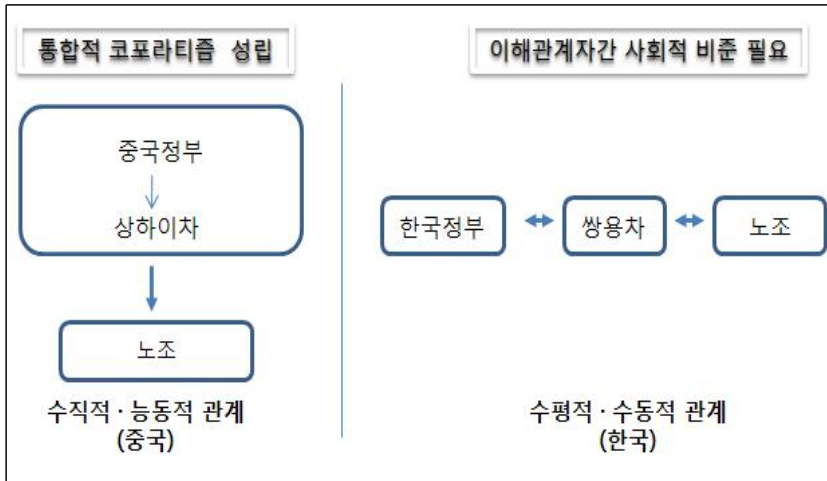 통합적 코포라티즘 성립
중국정부
상하이차
노조
수직적 · 능동적 관계
(중국)
이해관계자간 사회적 비준 필요
한국정부
쌍용차
노조
수평적 · 수동적 관계
(한국)